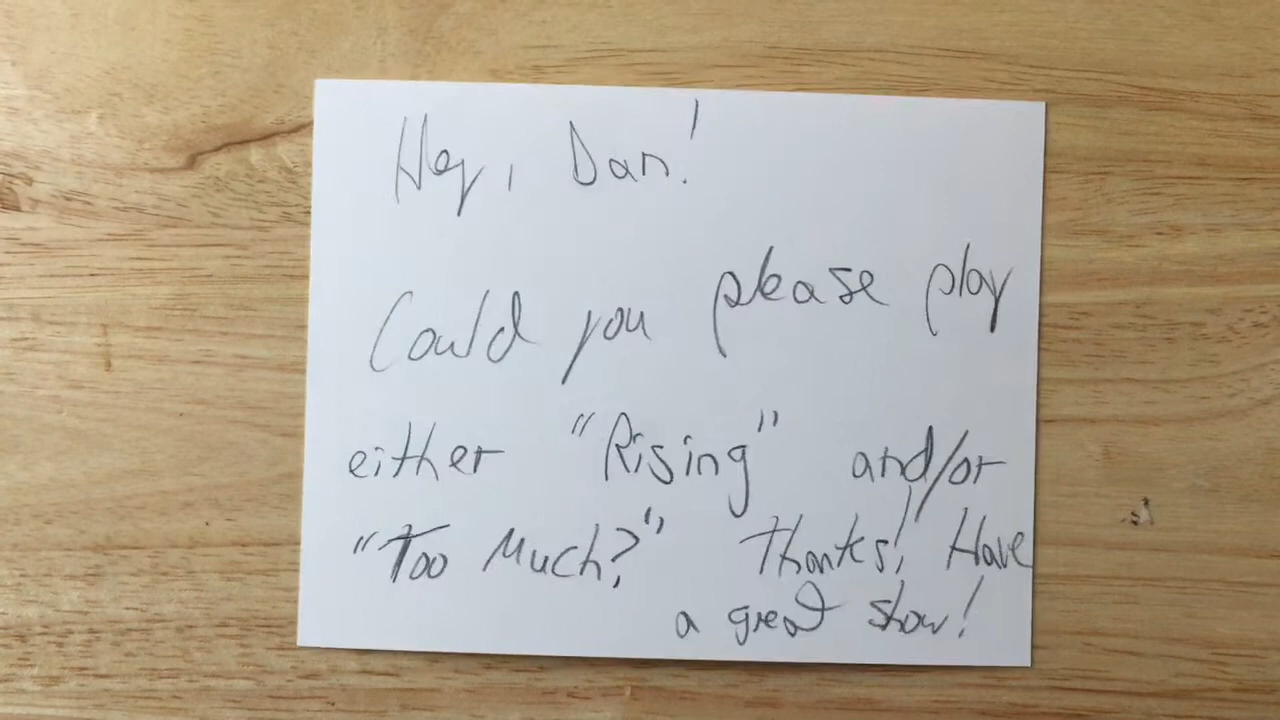 Hey, Dan!
Could you please play
either "Rising" and/or
"Too Much?" Thanks! Have
a great show!